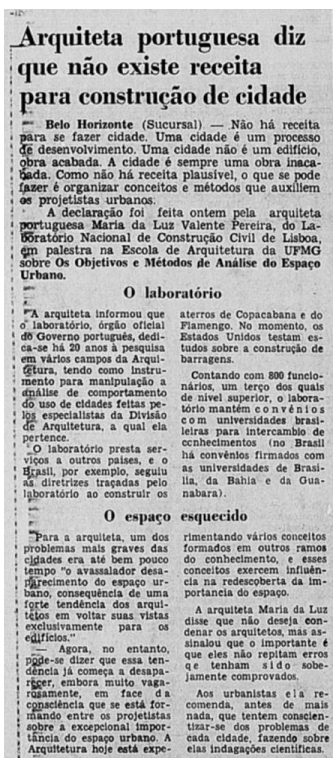 Arquiteta portuguesa diz
que não existe receita
para construção de cidade
Belo Horizonte (Sucursal) — Não há receita
para se fazer cidade. Uma cidade é um processo
de desenvolvimento. Uma cidade não é um edifício,
obra acabada. A cidade é sempre uma obra inaca-
bada. Como não há receita plausível, o que se pode
fazer é organizar conceitos e métodos que auxiliem
os projetistas urbanos.
A declaração foi feita ontem pela arquiteta
portuguesa Maria da Luz Valente Pereira, do La-
boratório Nacional de Construção Civil de Lisboa,
em palestra na Escola de Arquitetura da UFMG
sobre Os Objetivos e Métodos de Análise do Espaço
Urbano.
O laboratório
A arquiteta informou que
o laboratório, órgão oficial
do Governo português, dedi-
ca-se há 20 anos à pesquisa
em vários campos da Arqui-
tetura, tendo como instru-
mento para manipulação a
análise de comportamento
do uso de cidades feitas pe-
los especialistas da Divisão
de Arquitetura, a qual ela
pertence.
O laboratório presta ser-
viços a outros países, e o
Brasil, por exemplo, seguiu
as diretrizes traçadas pelo
laboratório ao construir os
aterros de Copacabana e do
Flamengo. No momento, os
Estados Unidos testam es-
tudos sobre a construção de
barragens.
Contando com 800 funcio-
nários, um terço dos quais
de nível superior, o labora-
tório mantém convênios
com universidades brasi-
leiras para intercambio de
conhecimentos (no Brasil
há convênios firmados com
as universidades de Brasí-
lia, da Bahia e da Gua-
nabara).
O espaço esquecido
Para a arquiteta, um dos
problemas mais graves das
cidades era até bem pouco
tempo "o avassalador desa-
parecimento do espaço ur-
bano, consequência de uma
forte tendência dos arqui-
tetos em voltar suas vistas
exclusivamente para os
edifícios."
— Agora, no entanto,
pode-se dizer que essa ten-
dência já começa a desapa-
recer, embora muito vaga-
rosamente, em face da
consciência que se está for-
mando entre os projetistas
sobre a excepcional impor-
tância do espaço urbano. A
Arquitetura hoje está expe-
rimentando vários conceitos
formados em outros ramos
do conhecimento, e esses
conceitos exercem influên-
cia na redescoberta da im-
portancia do espaço.
A arquiteta Maria da Luz
disse que não deseja con-
denar os arquitetos, mas as-
sinalou que o importante é
que eles não repitam erros
que tenham sido sobe-
jamente comprovados.
Aos urbanistas ela re-
comenda, antes de mais
nada, que tentem conscien-
tizar-se dos problemas de
cada cidade, fazendo sobre
elas indagações científicas.